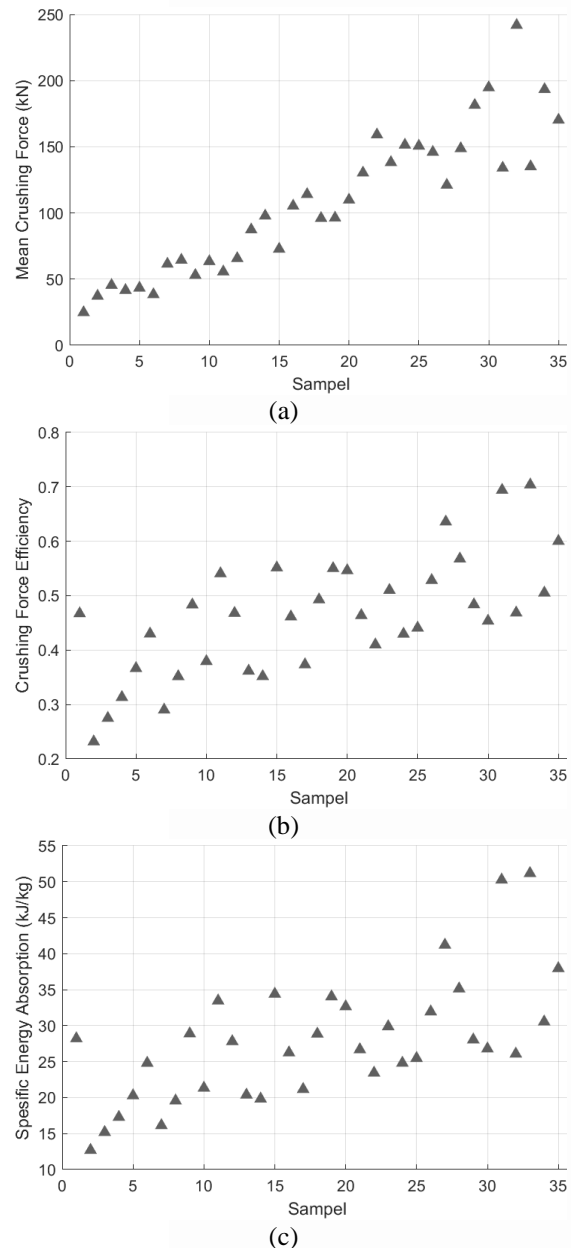 250
200
150
100
50
0
Mean Crushing Force (kN)
0 5 10 15 20 25 30 35
Sampel
(a)
0.8
0.7
0.6
0.5
0.4
0.3
0.2
Crushing Force Efficiency
0 5 10 15 20 25 30 35
Sampel
(b)
55
50
45
40
35
30
25
20
15
10
Spesific Energy Absorption (kJ/kg)
0 5 10 15 20 25 30 35
Sampel
(c)